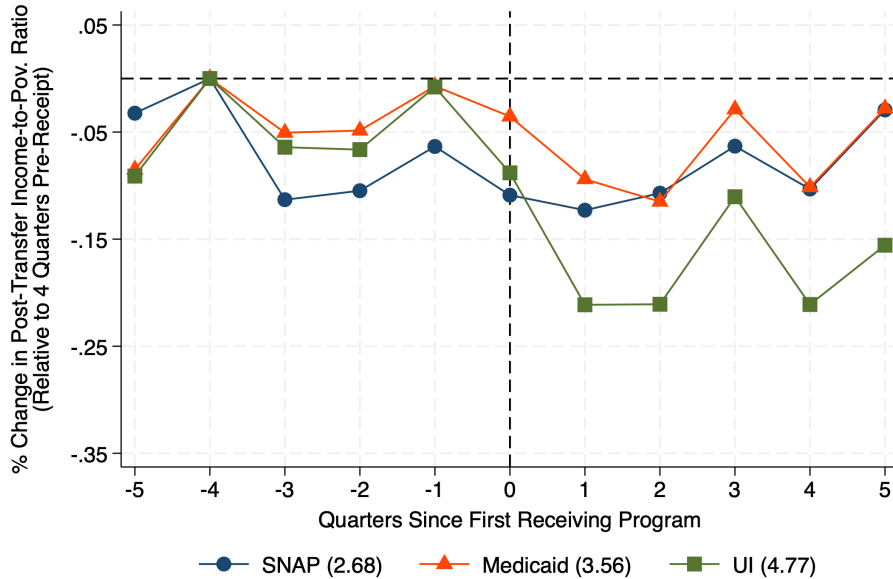 % Change in Post-Transfer Income-to-Pov. Ratio
(Relative to 4 Quarters Pre-Receipt)
.05
-.05
-.15
-.25
-.35
-5 -4 -3 -2 -1 0 1 2 3 4 5
Quarters Since First Receiving Program
SNAP (2.68) Medicaid (3.56) UI (4.77)